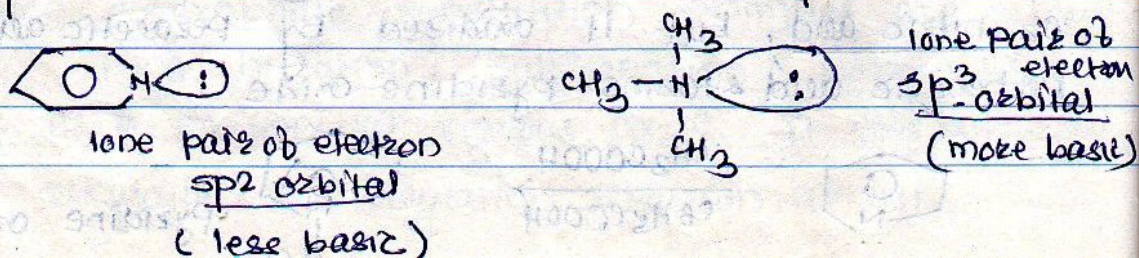 N :
lone pair of electron
sp2 orbital
( less basic )
CH3
CH3 - N :
CH3
lone pair of
electron
sp3 - orbital
(more basic)